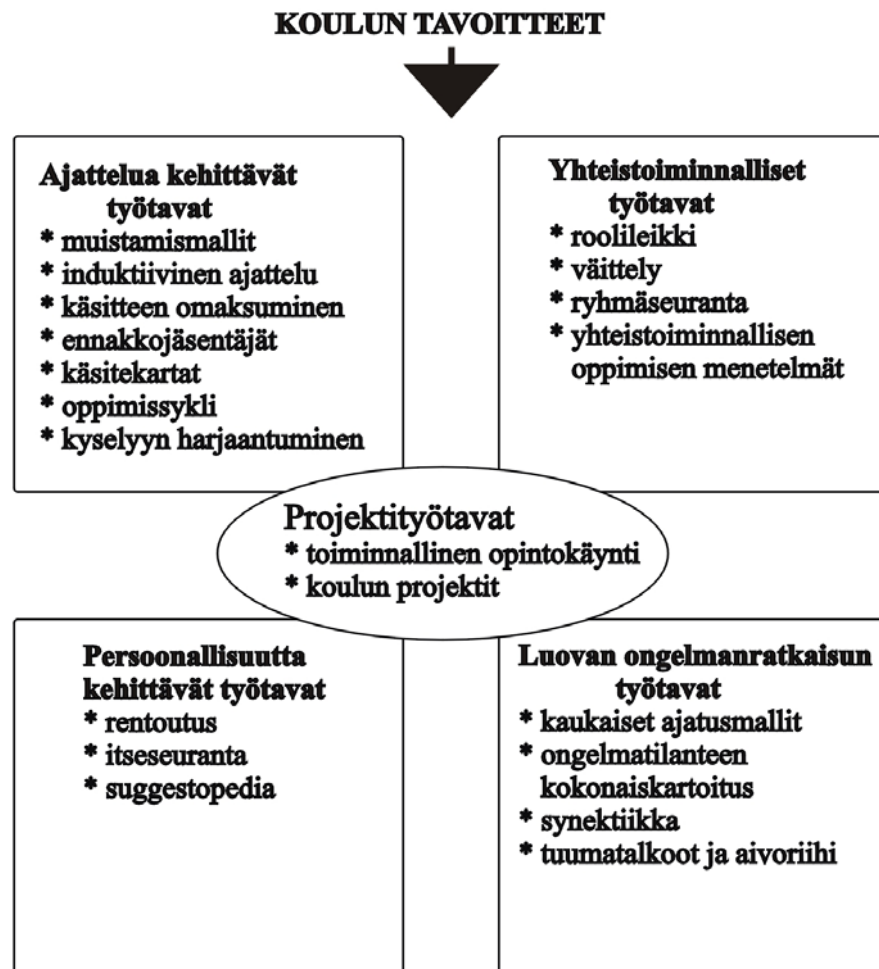 KOULUN TAVOITTEET
Ajattelua kehittävät
työtavat
* muistamismallit
* induktiivinen ajattelu
* käsitteen omaksuminen
* ennakkojäsentäjät
* käsitekartat
* oppimissykli
* kyselyyn harjaantuminen
Yhteistoiminnalliset
työtavat
* roolileikki
* väittely
* ryhmäseuranta
* yhteistoiminnallisen
oppimisen menetelmät
Projektityötavat
* toiminnallinen opintokäynti
* koulun projektit
Persoonallisuutta
kehittävät työtavat
* rentoutus
* itseseuranta
* suggestopedia
Luovan ongelmanratkaisun
työtavat
* kaukaiset ajatusmallit
* ongelmatilanteen
kokonaiskartoitus
* synektiikka
* tuumatalkoot ja aivoriihi